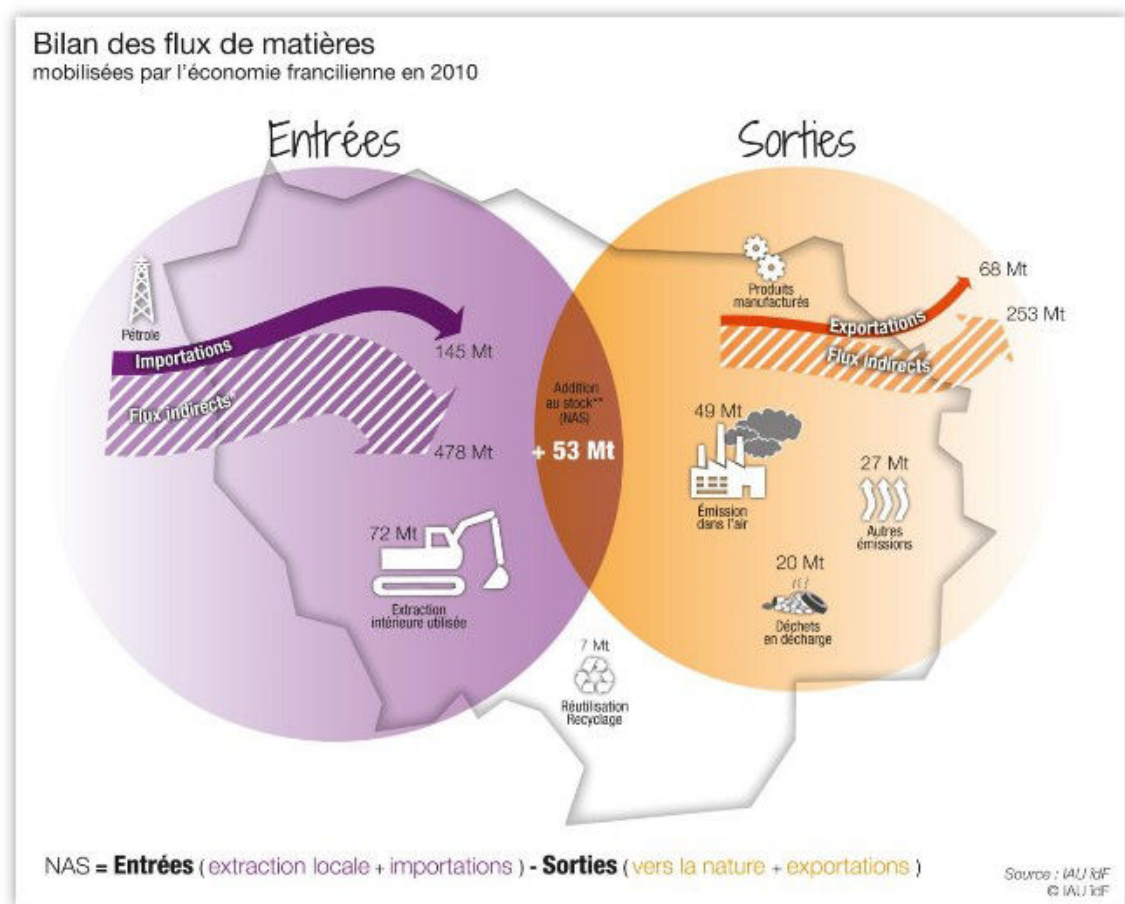 Bilan des flux de matières
mobilisées par l'économie francilienne en 2010
Entrées
Sorties
Pétrole
Importations
145 Mt
Flux indirects*
478 Mt
72 Mt
Extraction
intérieure utilisée
Addition
au stock**
(NAS)
+ 53 Mt
7 Mt
Réutilisation
Recyclage
Produits
manufacturés
68 Mt
Exportations
253 Mt
Flux indirects
49 Mt
Émission
dans l'air
27 Mt
Autres
émissions
20 Mt
Déchets
en décharge
NAS = Entrées ( extraction locale + importations ) - Sorties ( vers la nature + exportations )
Source : IAU îdF
© IAU îdF